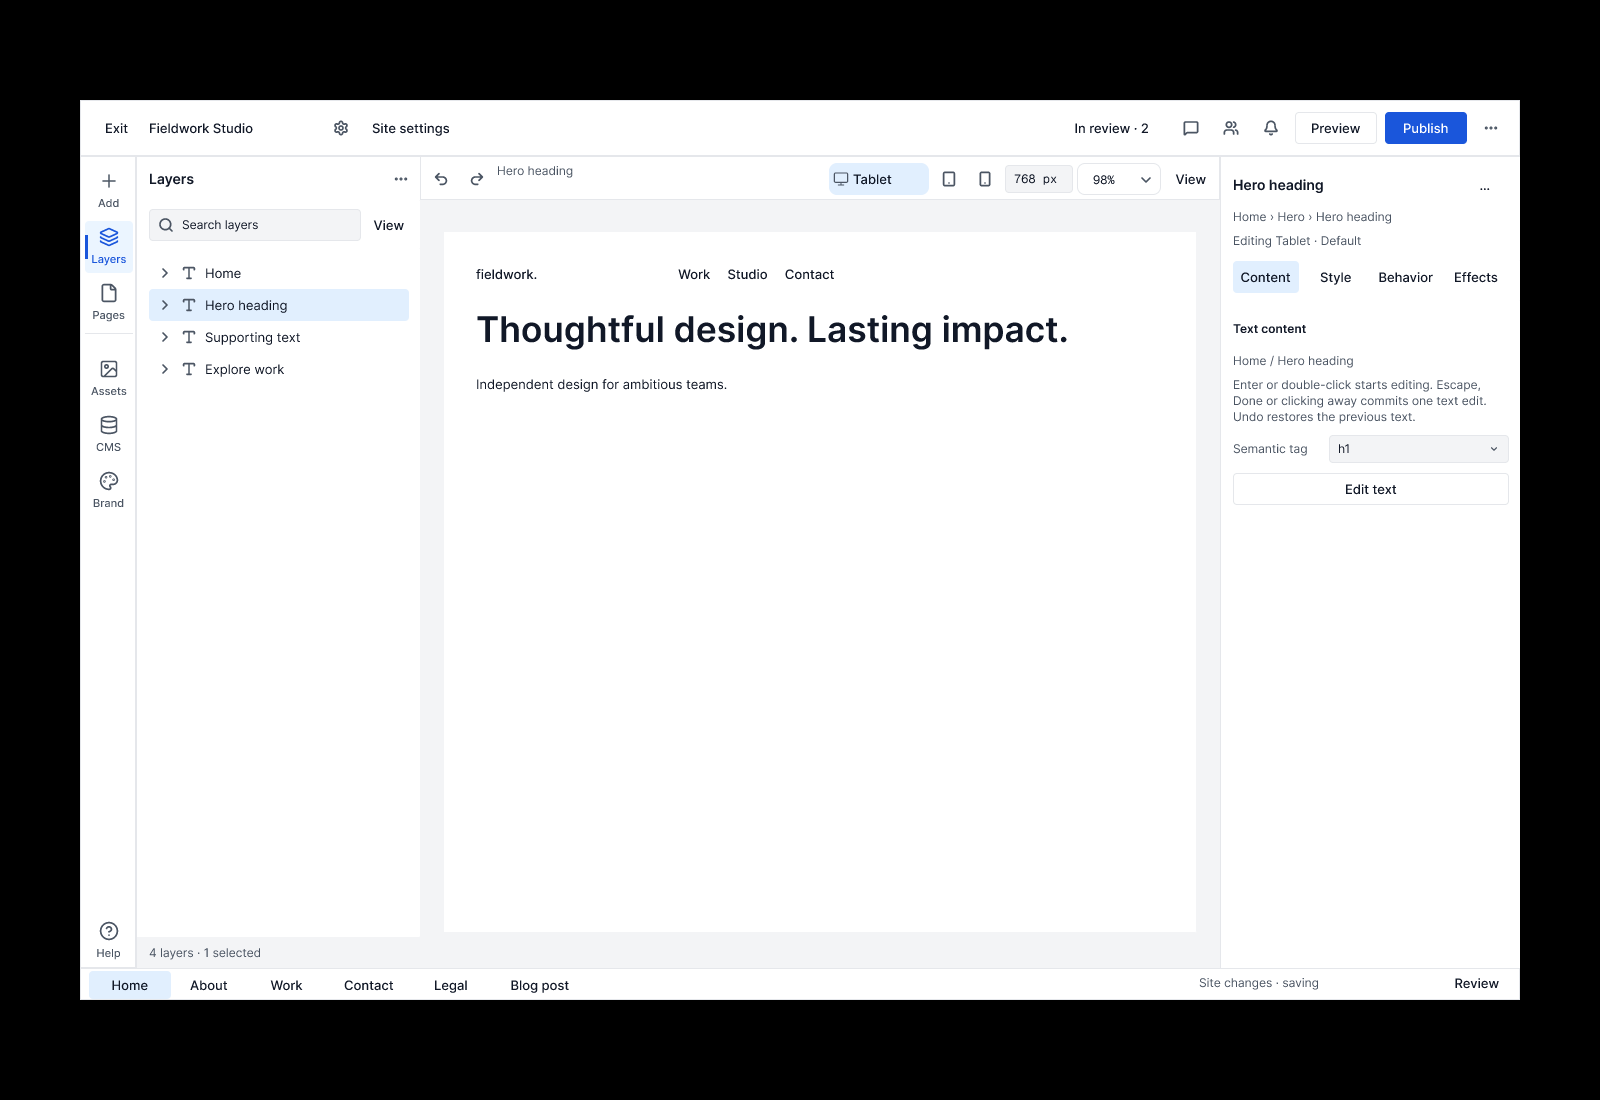 Exit
Fieldwork Studio
Site settings
In review · 2
Preview
Publish
Add
Layers
Pages
Assets
CMS
Brand
Help
Layers
Search layers
View
Home
Hero heading
Supporting text
Explore work
4 layers · 1 selected
Hero heading
Tablet
768 px
98%
View
fieldwork.
Work
Studio
Contact
Thoughtful design. Lasting impact.
Independent design for ambitious teams.
Hero heading
Home › Hero › Hero heading
Editing Tablet · Default
Content
Style
Behavior
Effects
Text content
Home / Hero heading
Enter or double-click starts editing. Escape,
Done or clicking away commits one text edit.
Undo restores the previous text.
Semantic tag
h1
Edit text
Home
About
Work
Contact
Legal
Blog post
Site changes · saving
Review